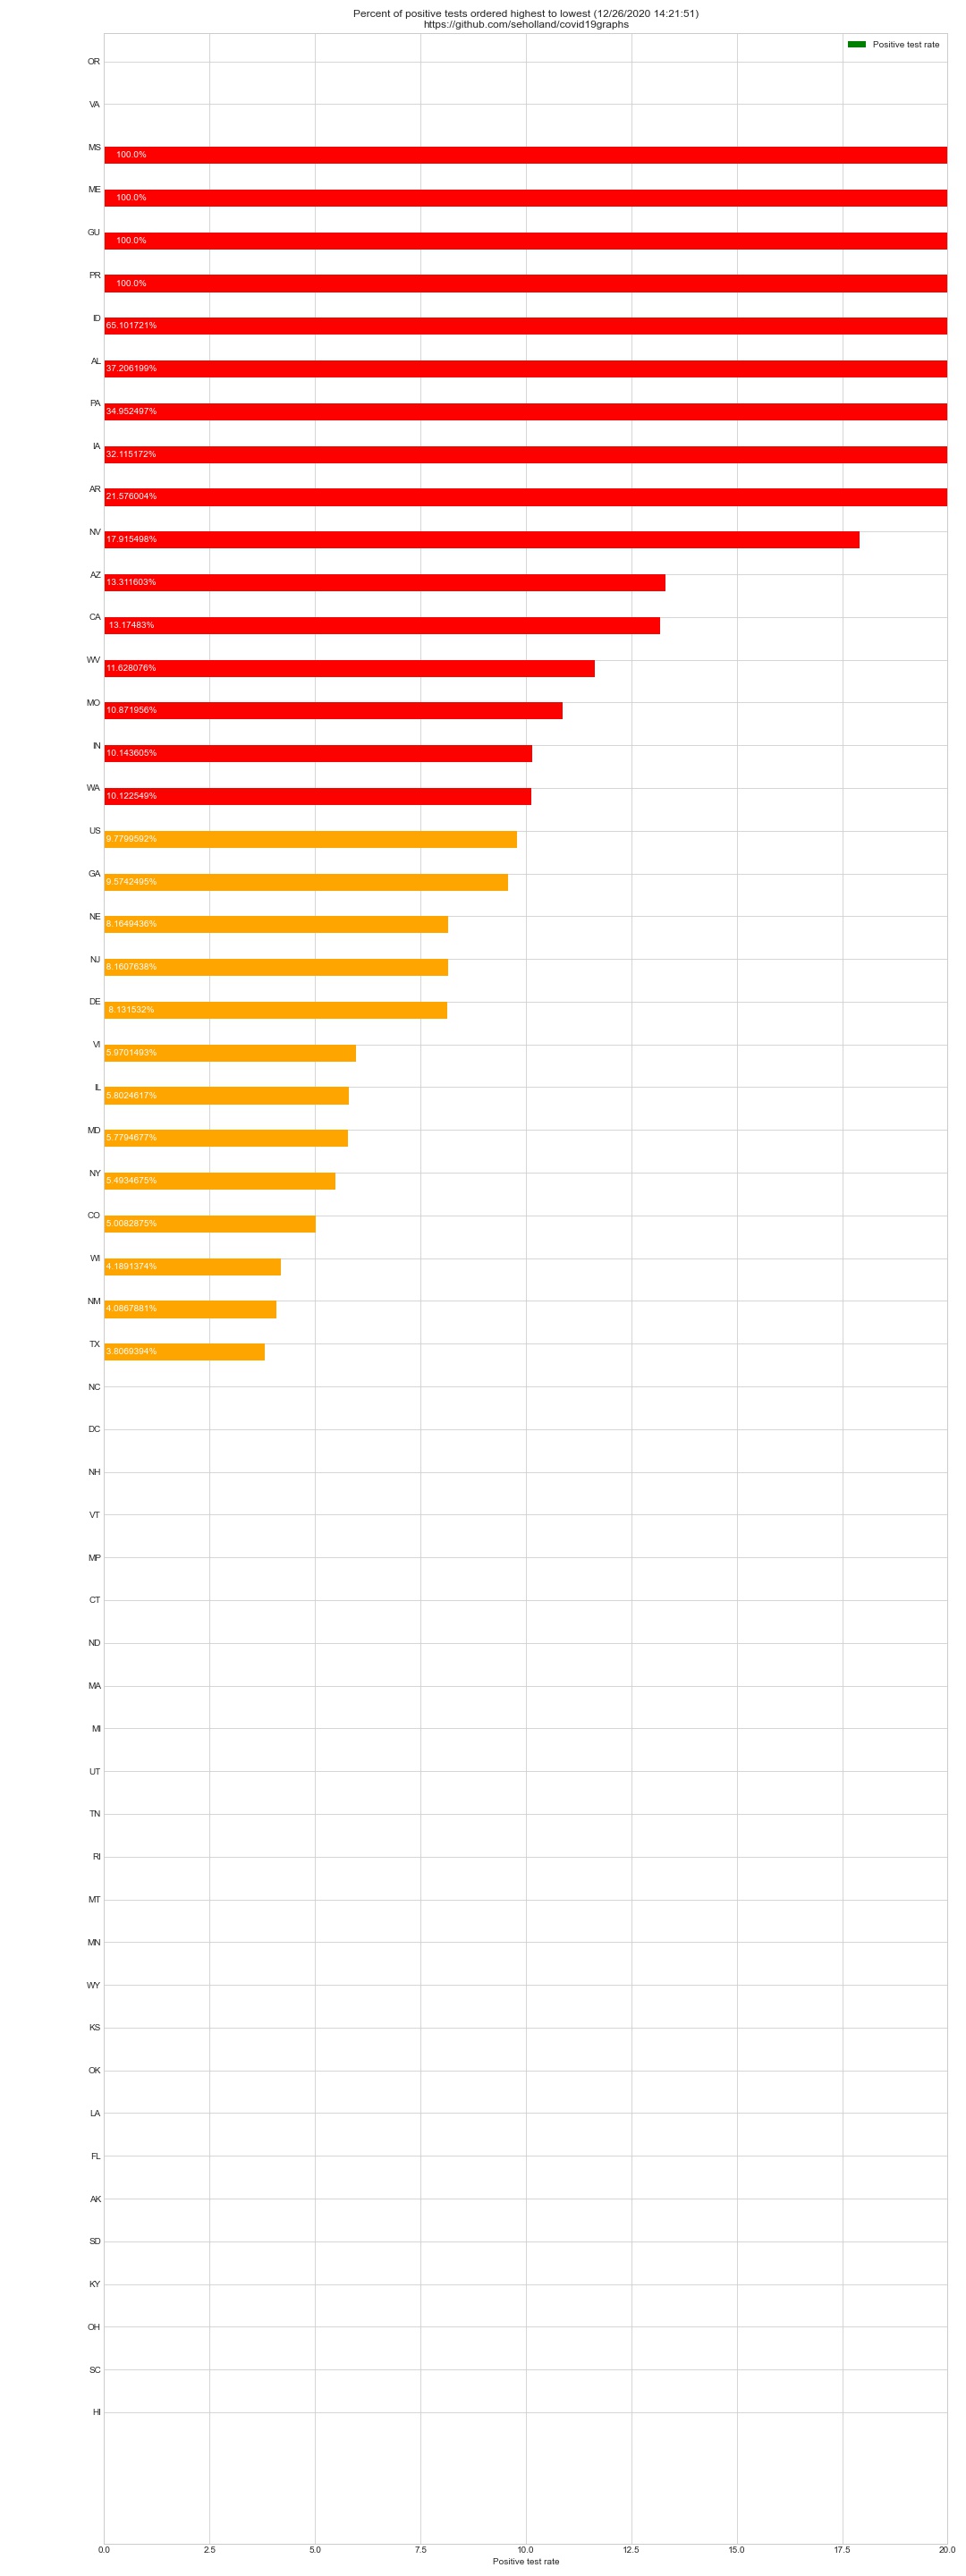 Percent of positive tests ordered highest to lowest (12/26/2020 14:21:51)
https://github.com/seholland/covid19graphs
Positive test rate
OR
VA
MS
100.0%
ME
100.0%
GU
100.0%
PR
100.0%
ID
65.101721%
AL
37.206199%
PA
34.952497%
IA
32.115172%
AR
21.576004%
NV
17.915498%
AZ
13.311603%
CA
13.17483%
WV
11.628076%
MO
10.871956%
IN
10.143605%
WA
10.122549%
US
9.7799592%
GA
9.5742495%
NE
8.1649436%
NJ
8.1607638%
DE
8.131532%
VI
5.9701493%
IL
5.8024617%
MD
5.7794677%
NY
5.4934675%
CO
5.0082875%
WI
4.1891374%
NM
4.0867881%
TX
3.8069394%
NC
DC
NH
VT
MP
CT
ND
MA
MI
UT
TN
RI
MT
MN
WY
KS
OK
LA
FL
AK
SD
KY
OH
SC
HI
0.0 2.5 5.0 7.5 10.0 12.5 15.0 17.5 20.0
Positive test rate